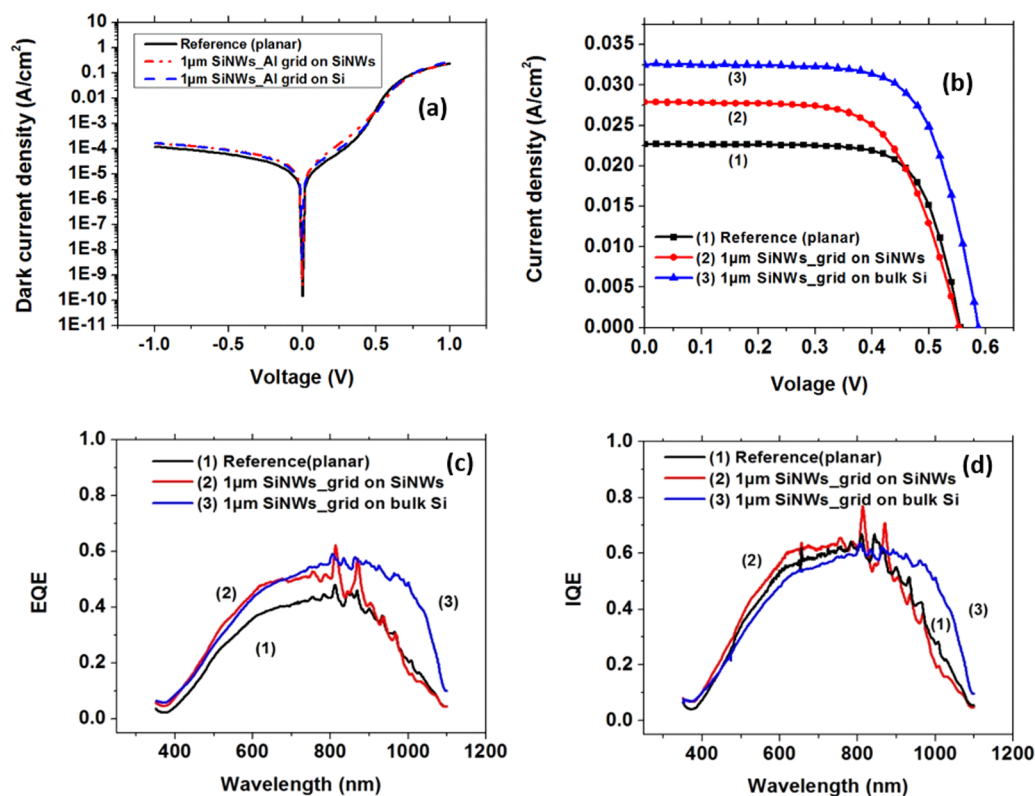 Dark current density (A/cm²)
10
1
0.1
0.01
1E-3
1E-4
1E-5
1E-6
1E-7
1E-8
1E-9
1E-10
1E-11
Reference (planar)
1µm SiNWs_Al grid on SiNWs
1µm SiNWs_Al grid on Si
(a)
-1.0
-0.5
0.0
0.5
1.0
Voltage (V)
Current density (A/cm²)
0.035
0.030
0.025
0.020
0.015
0.010
0.005
0.000
(3)
(b)
(2)
(1)
(1) Reference (planar)
(2) 1µm SiNWs_grid on SiNWs
(3) 1µm SiNWs_grid on bulk Si
0.0
0.1
0.2
0.3
0.4
0.5
0.6
Volage (V)
EQE
1.0
0.8
0.6
0.4
0.2
0.0
(1) Reference(planar)
(2) 1µm SiNWs_grid on SiNWs
(3) 1µm SiNWs_grid on bulk Si
(c)
(2)
(1)
(3)
400
600
800
1000
1200
Wavelength (nm)
IQE
1.0
0.8
0.6
0.4
0.2
0.0
(1) Reference(planar)
(2) 1µm SiNWs_grid on SiNWs
(3) 1µm SiNWs_grid on bulk Si
(d)
(2)
(1)
(3)
400
600
800
1000
1200
Wavelength (nm)